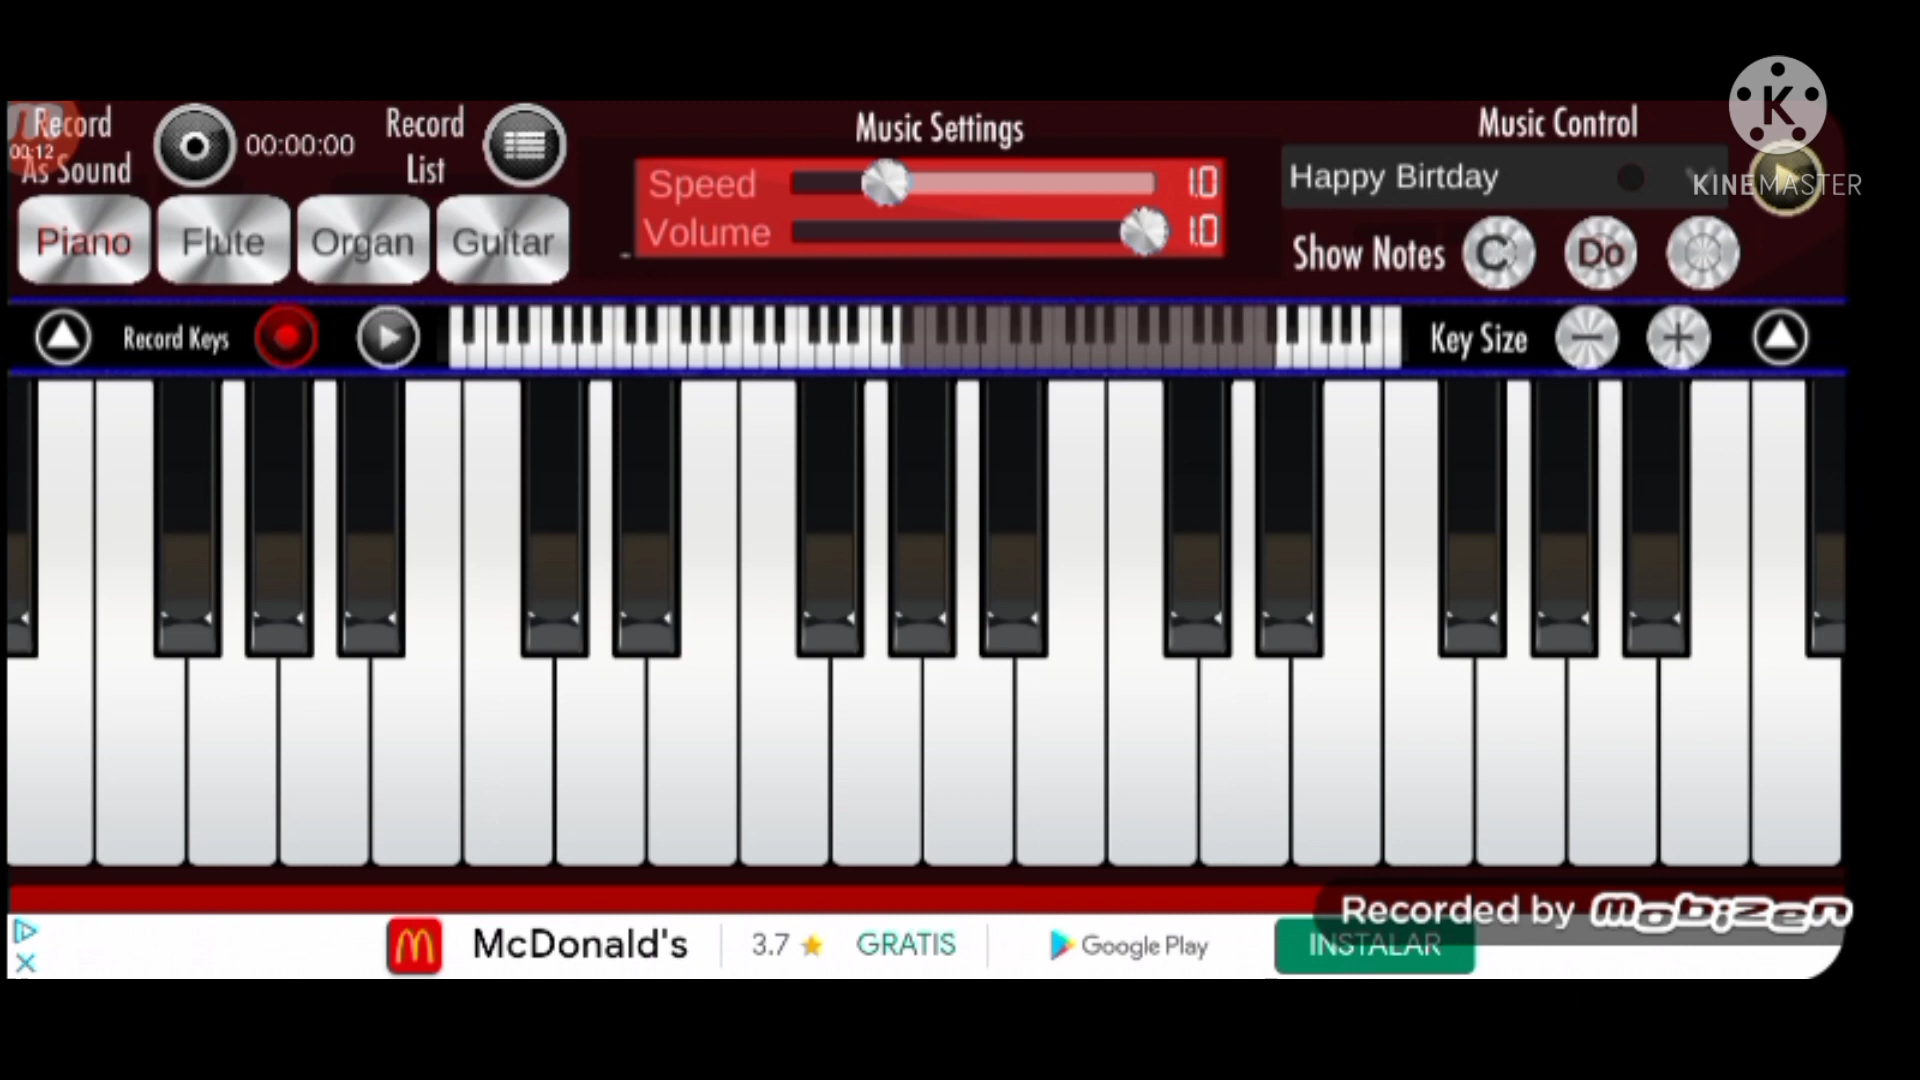 Record
As Sound
00:12
00:00:00
Record
List
Music Settings
Music Control
Speed 1.0
Volume 1.0
Happy Birtday
KINEMASTER
K
Piano
Flute
Organ
Guitar
Show Notes
C
Do
Record Keys
Key Size
Recorded by mobizen
McDonald's
3.7
GRATIS
Google Play
INSTALAR